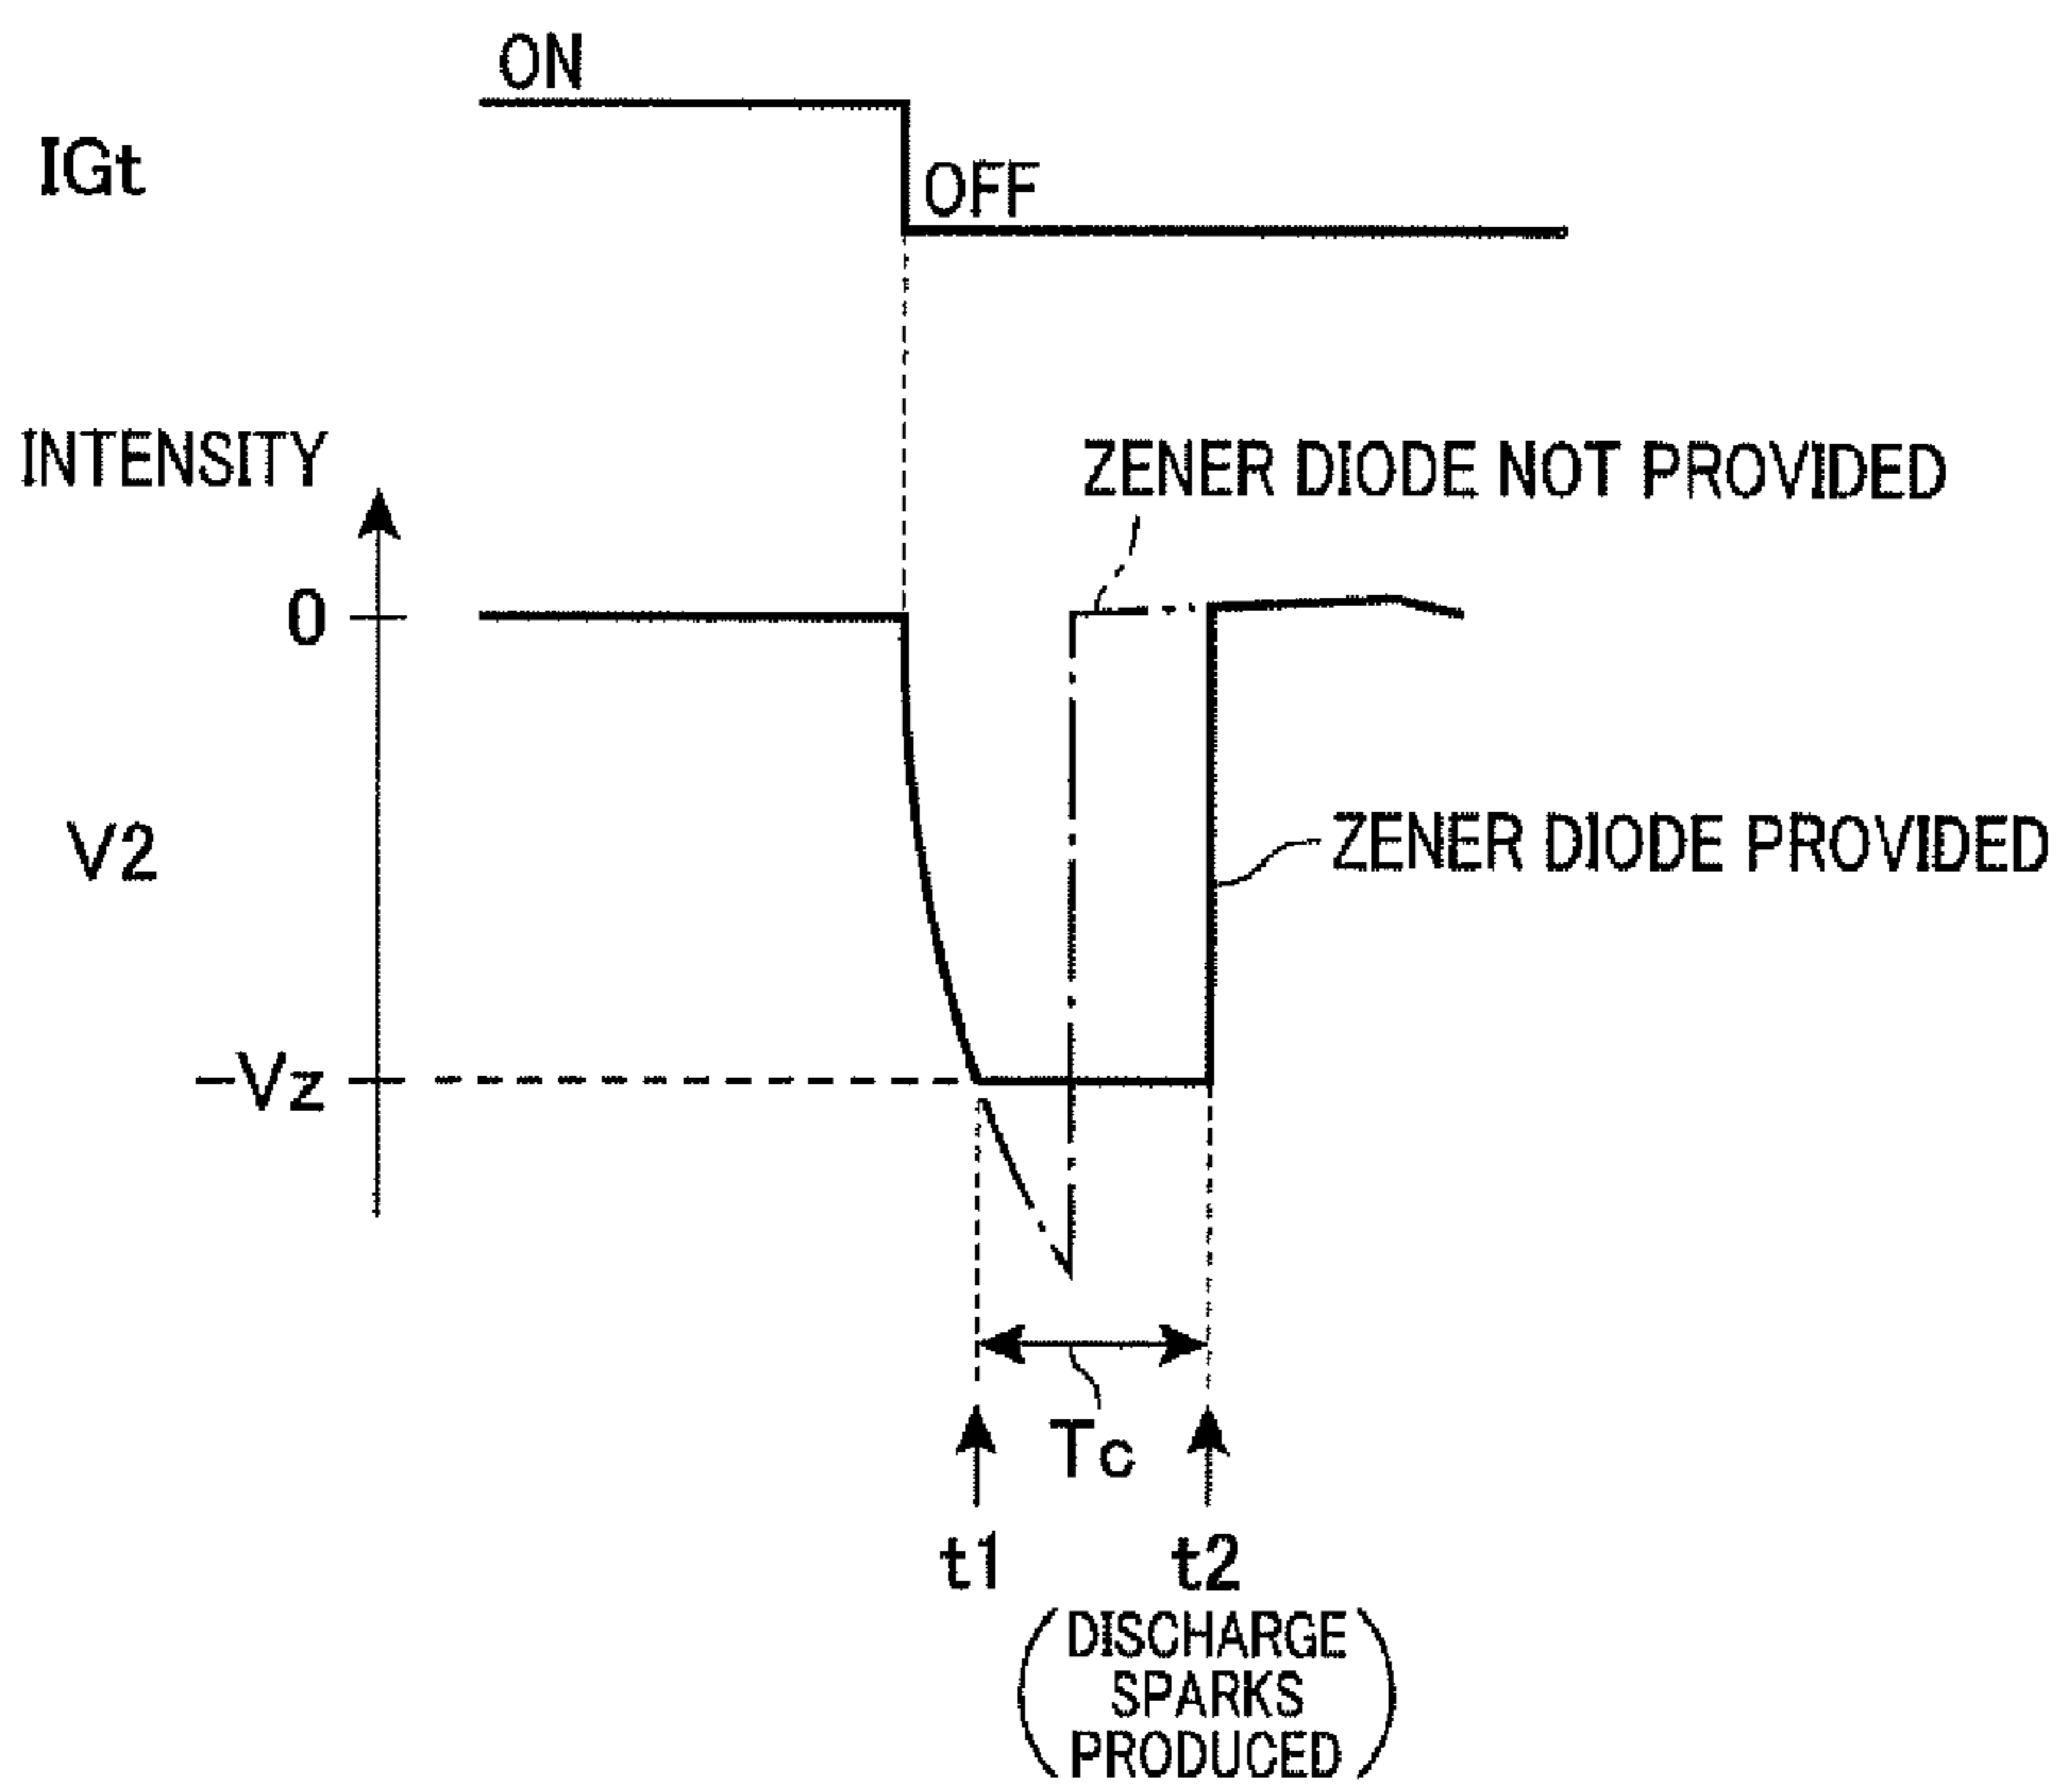 ON
IGt
OFF
INTENSITY
ZENER DIODE NOT PROVIDED
0
V2
ZENER DIODE PROVIDED
−Vz
Tc
t1
t2
(DISCHARGE
SPARKS
PRODUCED)